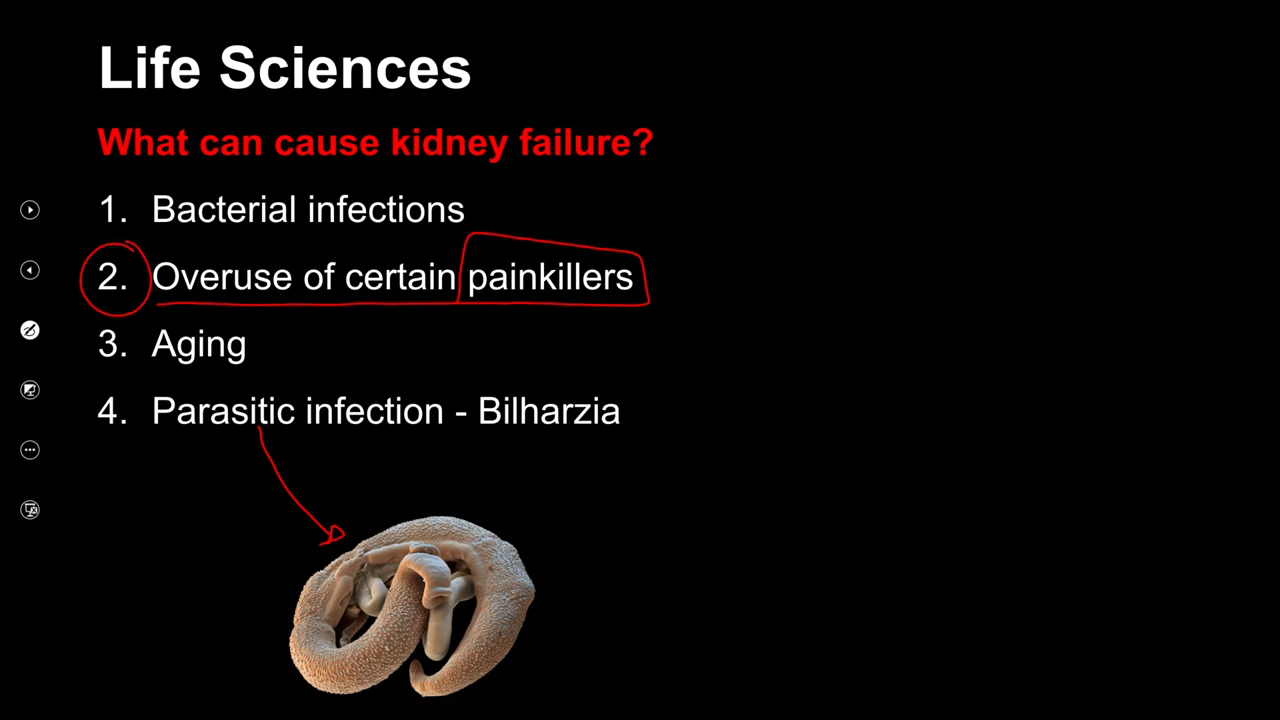 Life Sciences
What can cause kidney failure?
1. Bacterial infections
2. Overuse of certain painkillers
3. Aging
4. Parasitic infection - Bilharzia